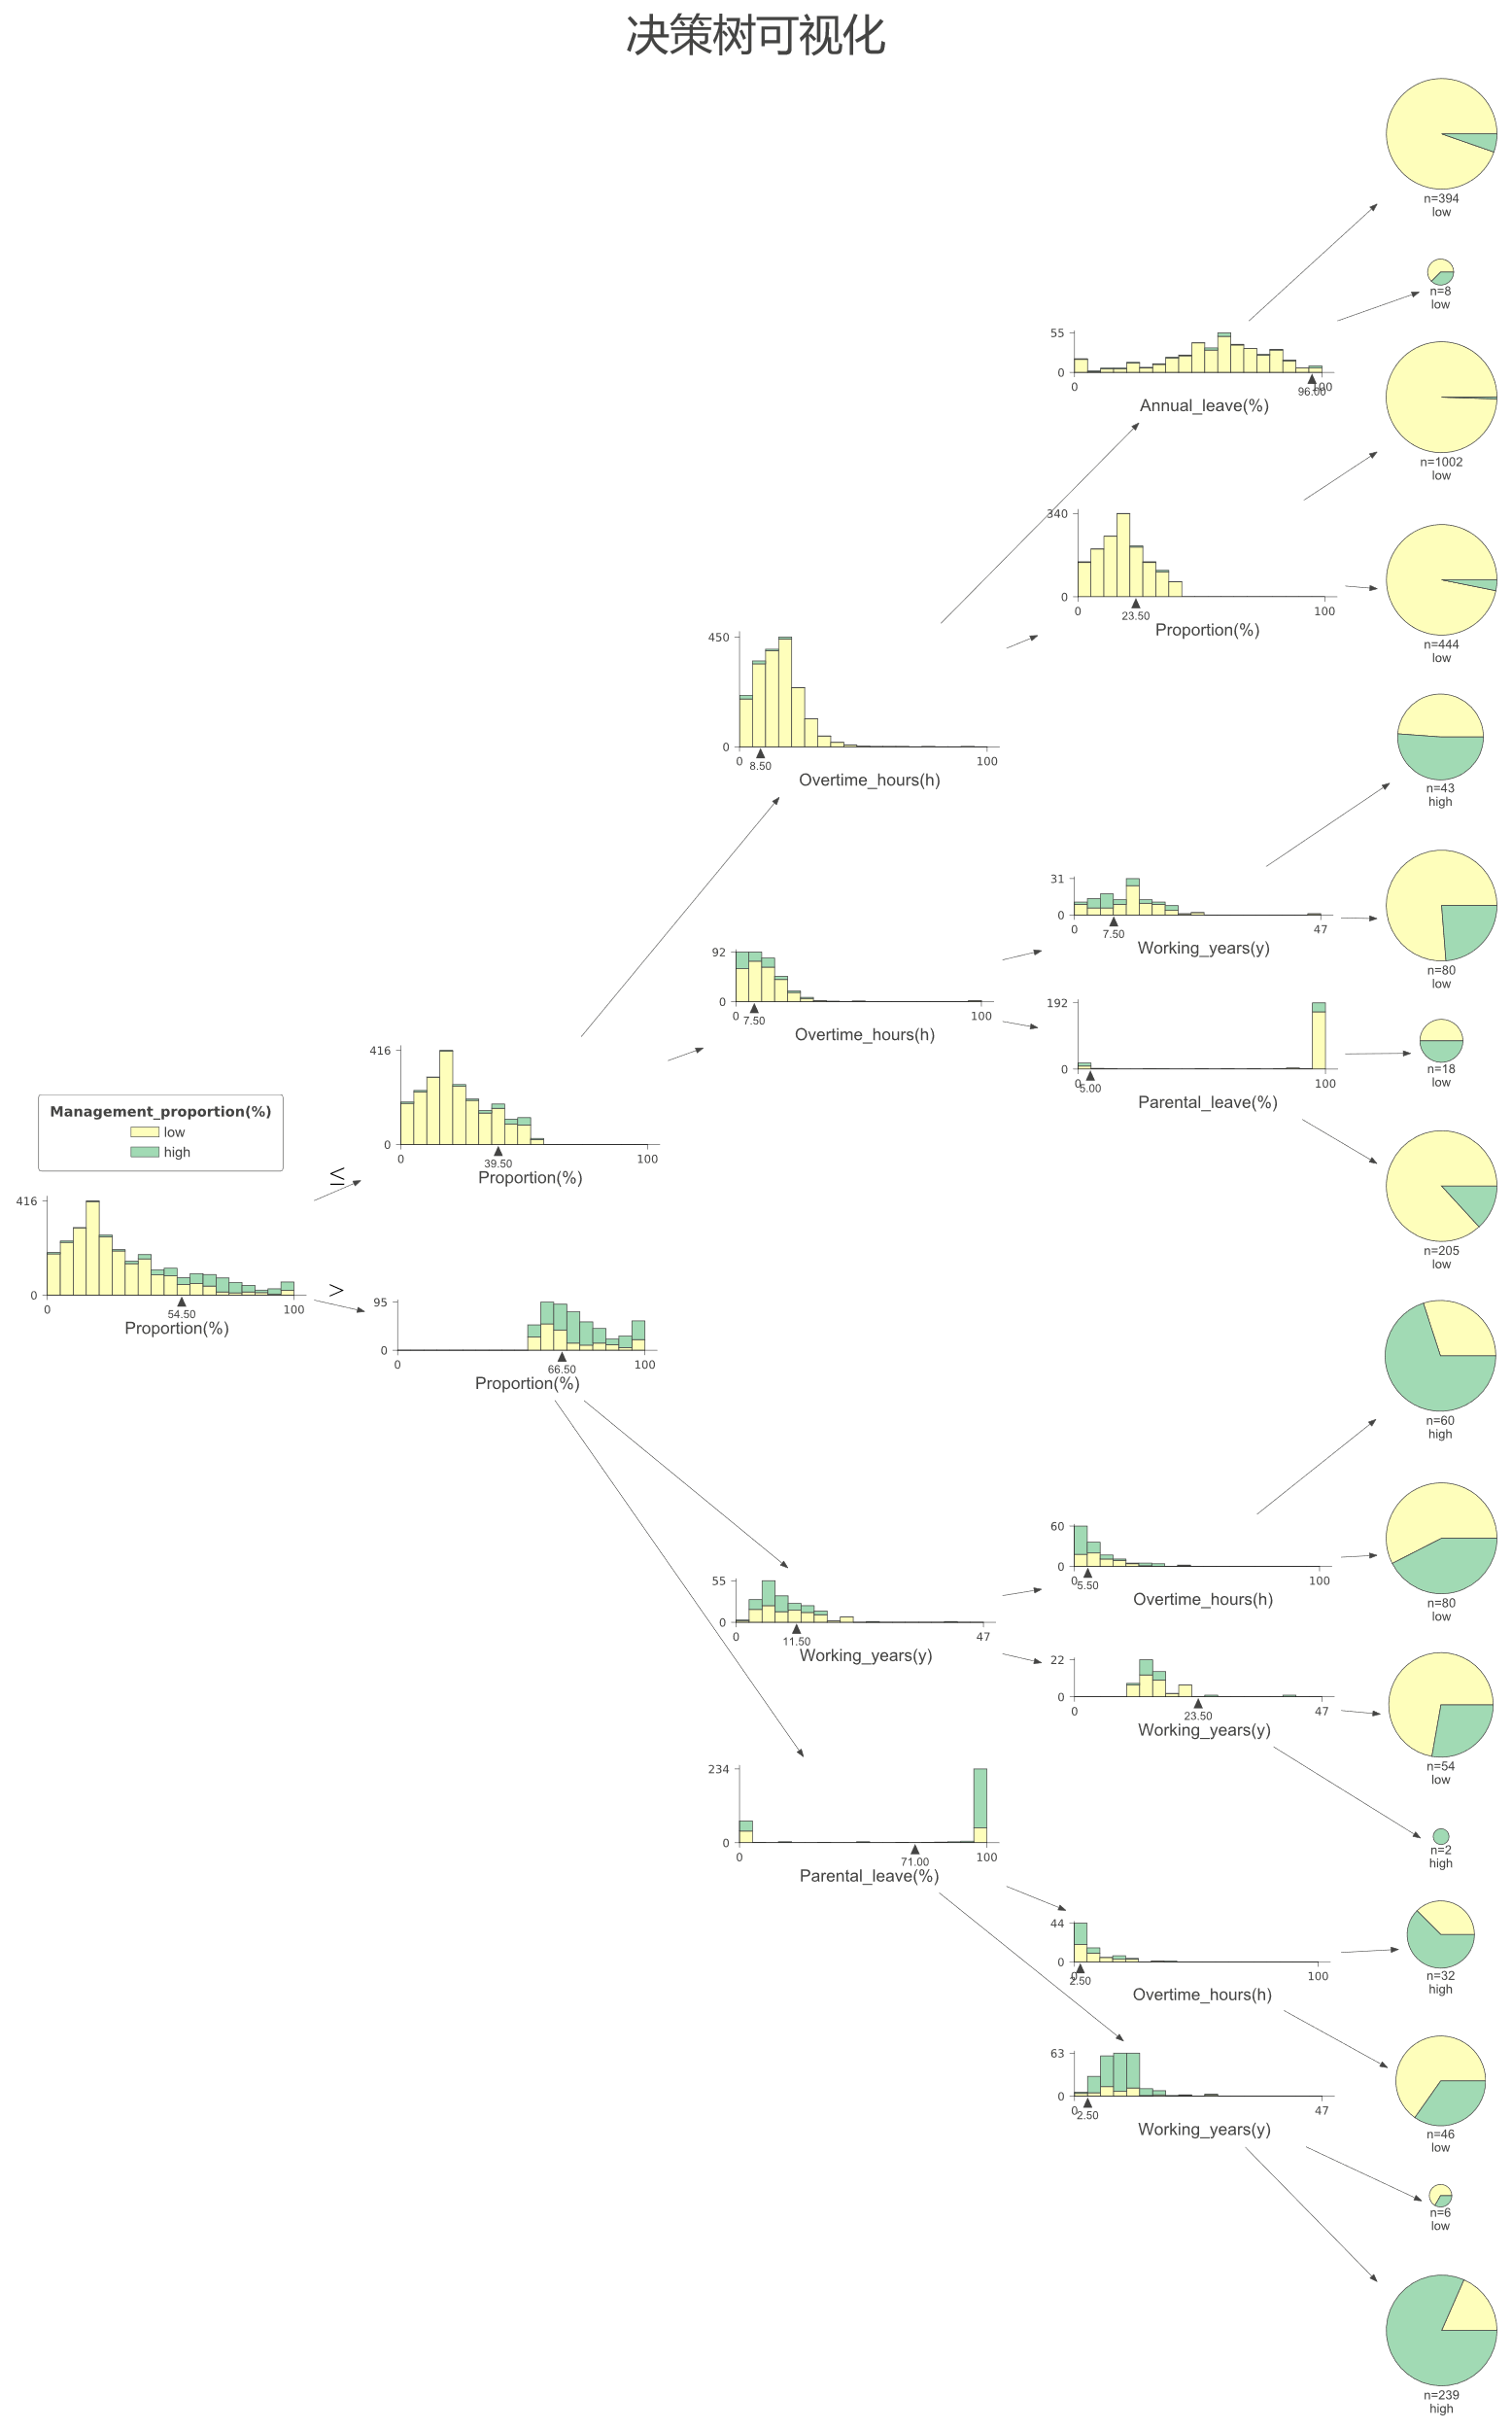 决策树可视化
n=394
low
n=8
low
55
0
0
100
96.00
Annual_leave(%)
n=1002
low
340
0
0
100
23.50
Proportion(%)
n=444
low
450
0
0
100
8.50
Overtime_hours(h)
n=43
high
31
0
0
47
7.50
Working_years(y)
n=80
low
92
0
0
100
7.50
Overtime_hours(h)
192
0
0
100
5.00
Parental_leave(%)
n=18
low
416
0
0
100
39.50
Proportion(%)
Management_proportion(%)
low
high
≤
n=205
low
416
0
0
100
54.50
Proportion(%)
>
95
0
0
100
66.50
Proportion(%)
n=60
high
60
0
0
100
5.50
Overtime_hours(h)
n=80
low
55
0
0
47
11.50
Working_years(y)
22
0
0
47
23.50
Working_years(y)
n=54
low
234
0
0
100
71.00
Parental_leave(%)
n=2
high
44
0
0
100
2.50
Overtime_hours(h)
n=32
high
63
0
0
47
2.50
Working_years(y)
n=46
low
n=6
low
n=239
high